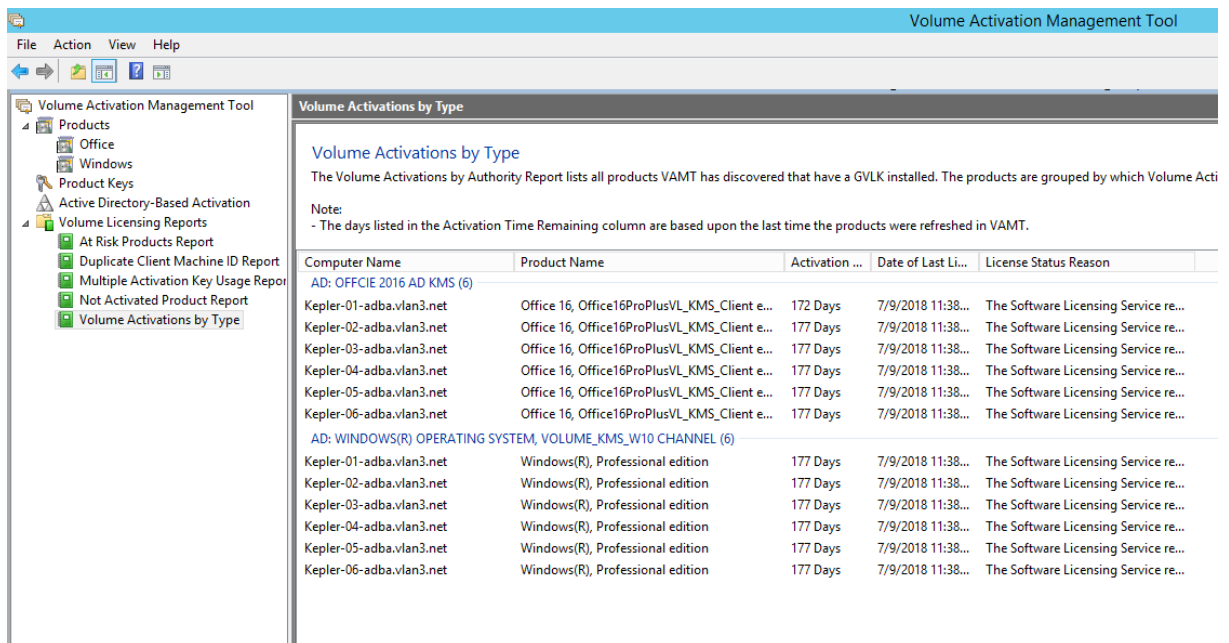 Volume Activation Management Tool
File Action View Help
Volume Activation Management Tool
Products
Office
Windows
Product Keys
Active Directory-Based Activation
Volume Licensing Reports
At Risk Products Report
Duplicate Client Machine ID Report
Multiple Activation Key Usage Repor
Not Activated Product Report
Volume Activations by Type
Volume Activations by Type
Volume Activations by Type
The Volume Activations by Authority Report lists all products VAMT has discovered that have a GVLK installed. The products are grouped by which Volume Acti
Note:
- The days listed in the Activation Time Remaining column are based upon the last time the products were refreshed in VAMT.
Computer Name Product Name Activation ... Date of Last Li... License Status Reason
AD: OFFCIE 2016 AD KMS (6)
Kepler-01-adba.vlan3.net Office 16, Office16ProPlusVL_KMS_Client e... 172 Days 7/9/2018 11:38... The Software Licensing Service re...
Kepler-02-adba.vlan3.net Office 16, Office16ProPlusVL_KMS_Client e... 177 Days 7/9/2018 11:38... The Software Licensing Service re...
Kepler-03-adba.vlan3.net Office 16, Office16ProPlusVL_KMS_Client e... 177 Days 7/9/2018 11:38... The Software Licensing Service re...
Kepler-04-adba.vlan3.net Office 16, Office16ProPlusVL_KMS_Client e... 177 Days 7/9/2018 11:38... The Software Licensing Service re...
Kepler-05-adba.vlan3.net Office 16, Office16ProPlusVL_KMS_Client e... 177 Days 7/9/2018 11:38... The Software Licensing Service re...
Kepler-06-adba.vlan3.net Office 16, Office16ProPlusVL_KMS_Client e... 177 Days 7/9/2018 11:38... The Software Licensing Service re...
AD: WINDOWS(R) OPERATING SYSTEM, VOLUME_KMS_W10 CHANNEL (6)
Kepler-01-adba.vlan3.net Windows(R), Professional edition 177 Days 7/9/2018 11:38... The Software Licensing Service re...
Kepler-02-adba.vlan3.net Windows(R), Professional edition 177 Days 7/9/2018 11:38... The Software Licensing Service re...
Kepler-03-adba.vlan3.net Windows(R), Professional edition 177 Days 7/9/2018 11:38... The Software Licensing Service re...
Kepler-04-adba.vlan3.net Windows(R), Professional edition 177 Days 7/9/2018 11:38... The Software Licensing Service re...
Kepler-05-adba.vlan3.net Windows(R), Professional edition 177 Days 7/9/2018 11:38... The Software Licensing Service re...
Kepler-06-adba.vlan3.net Windows(R), Professional edition 177 Days 7/9/2018 11:38... The Software Licensing Service re...